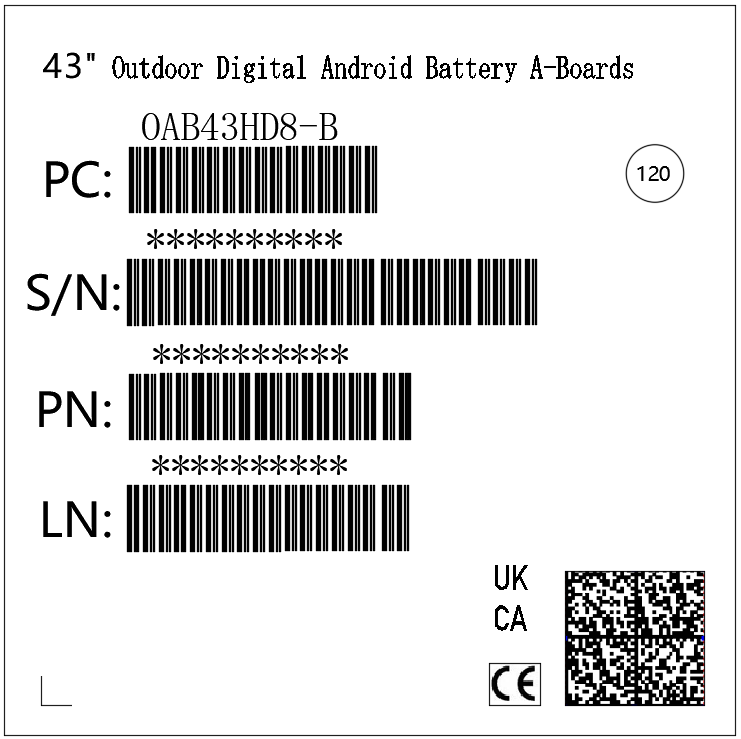 43" Outdoor Digital Android Battery A-Boards
OAB43HD8-B
PC:
120
**********
S/N:
**********
PN:
**********
LN:
UK
CA
CE